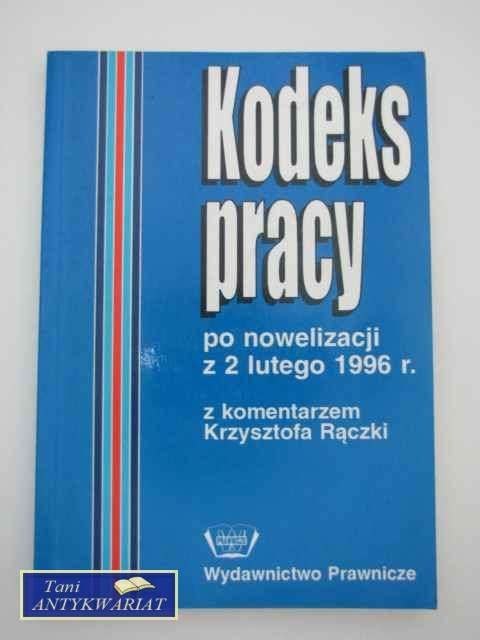 Kodeks
pracy
po nowelizacji
z 2 lutego 1996 r.
z komentarzem
Krzysztofa Rączki
Wydawnictwo Prawnicze
Tani
ANTYKWARIAT